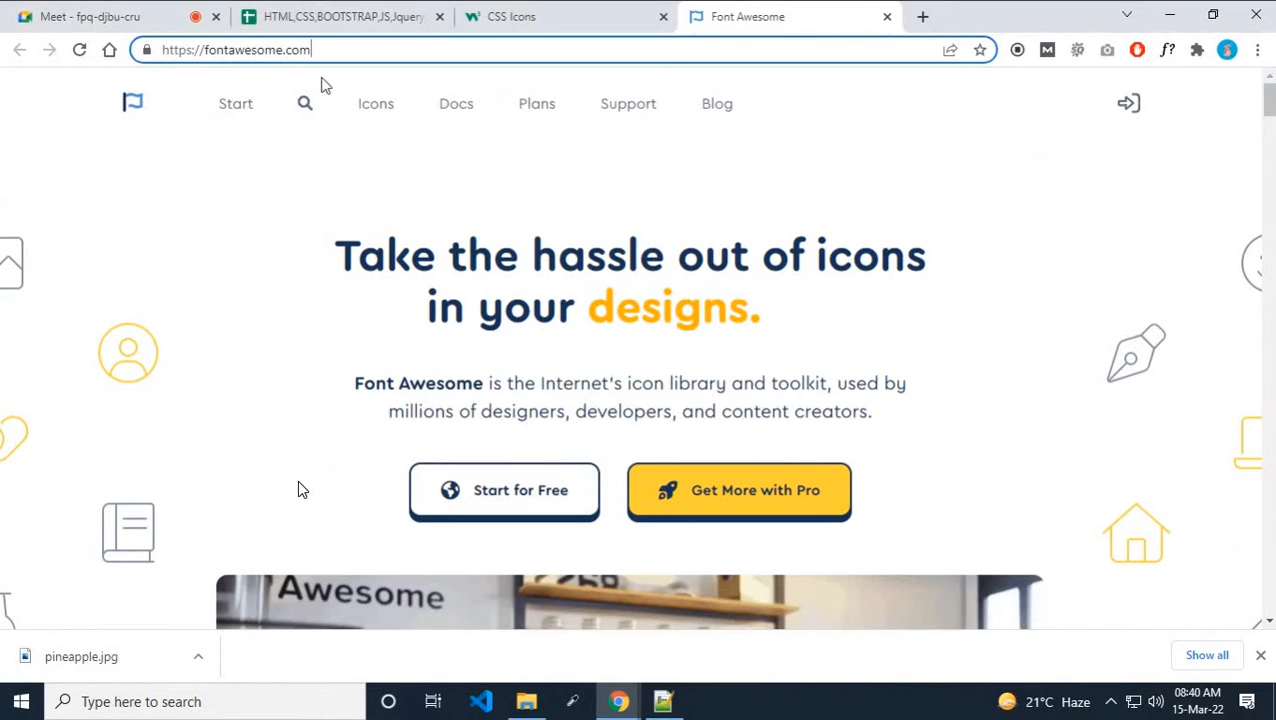 Meet - fpq-djbu-cru
HTML,CSS,BOOTSTRAP,JS,Jquery
CSS Icons
Font Awesome
https://fontawesome.com
Start
Icons
Docs
Plans
Support
Blog
Take the hassle out of icons
in your designs.
Font Awesome is the Internet's icon library and toolkit, used by
millions of designers, developers, and content creators.
Start for Free
Get More with Pro
Awesome
pineapple.jpg
Show all
Type here to search
21°C Haze
08:40 AM
15-Mar-22